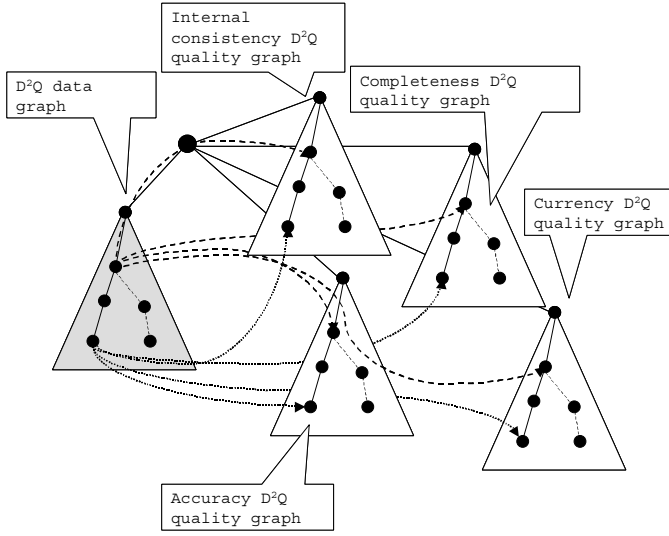 Internal
consistency D²Q
quality graph
D²Q data
graph
Completeness D²Q
quality graph
Currency D²Q
quality graph
Accuracy D²Q
quality graph